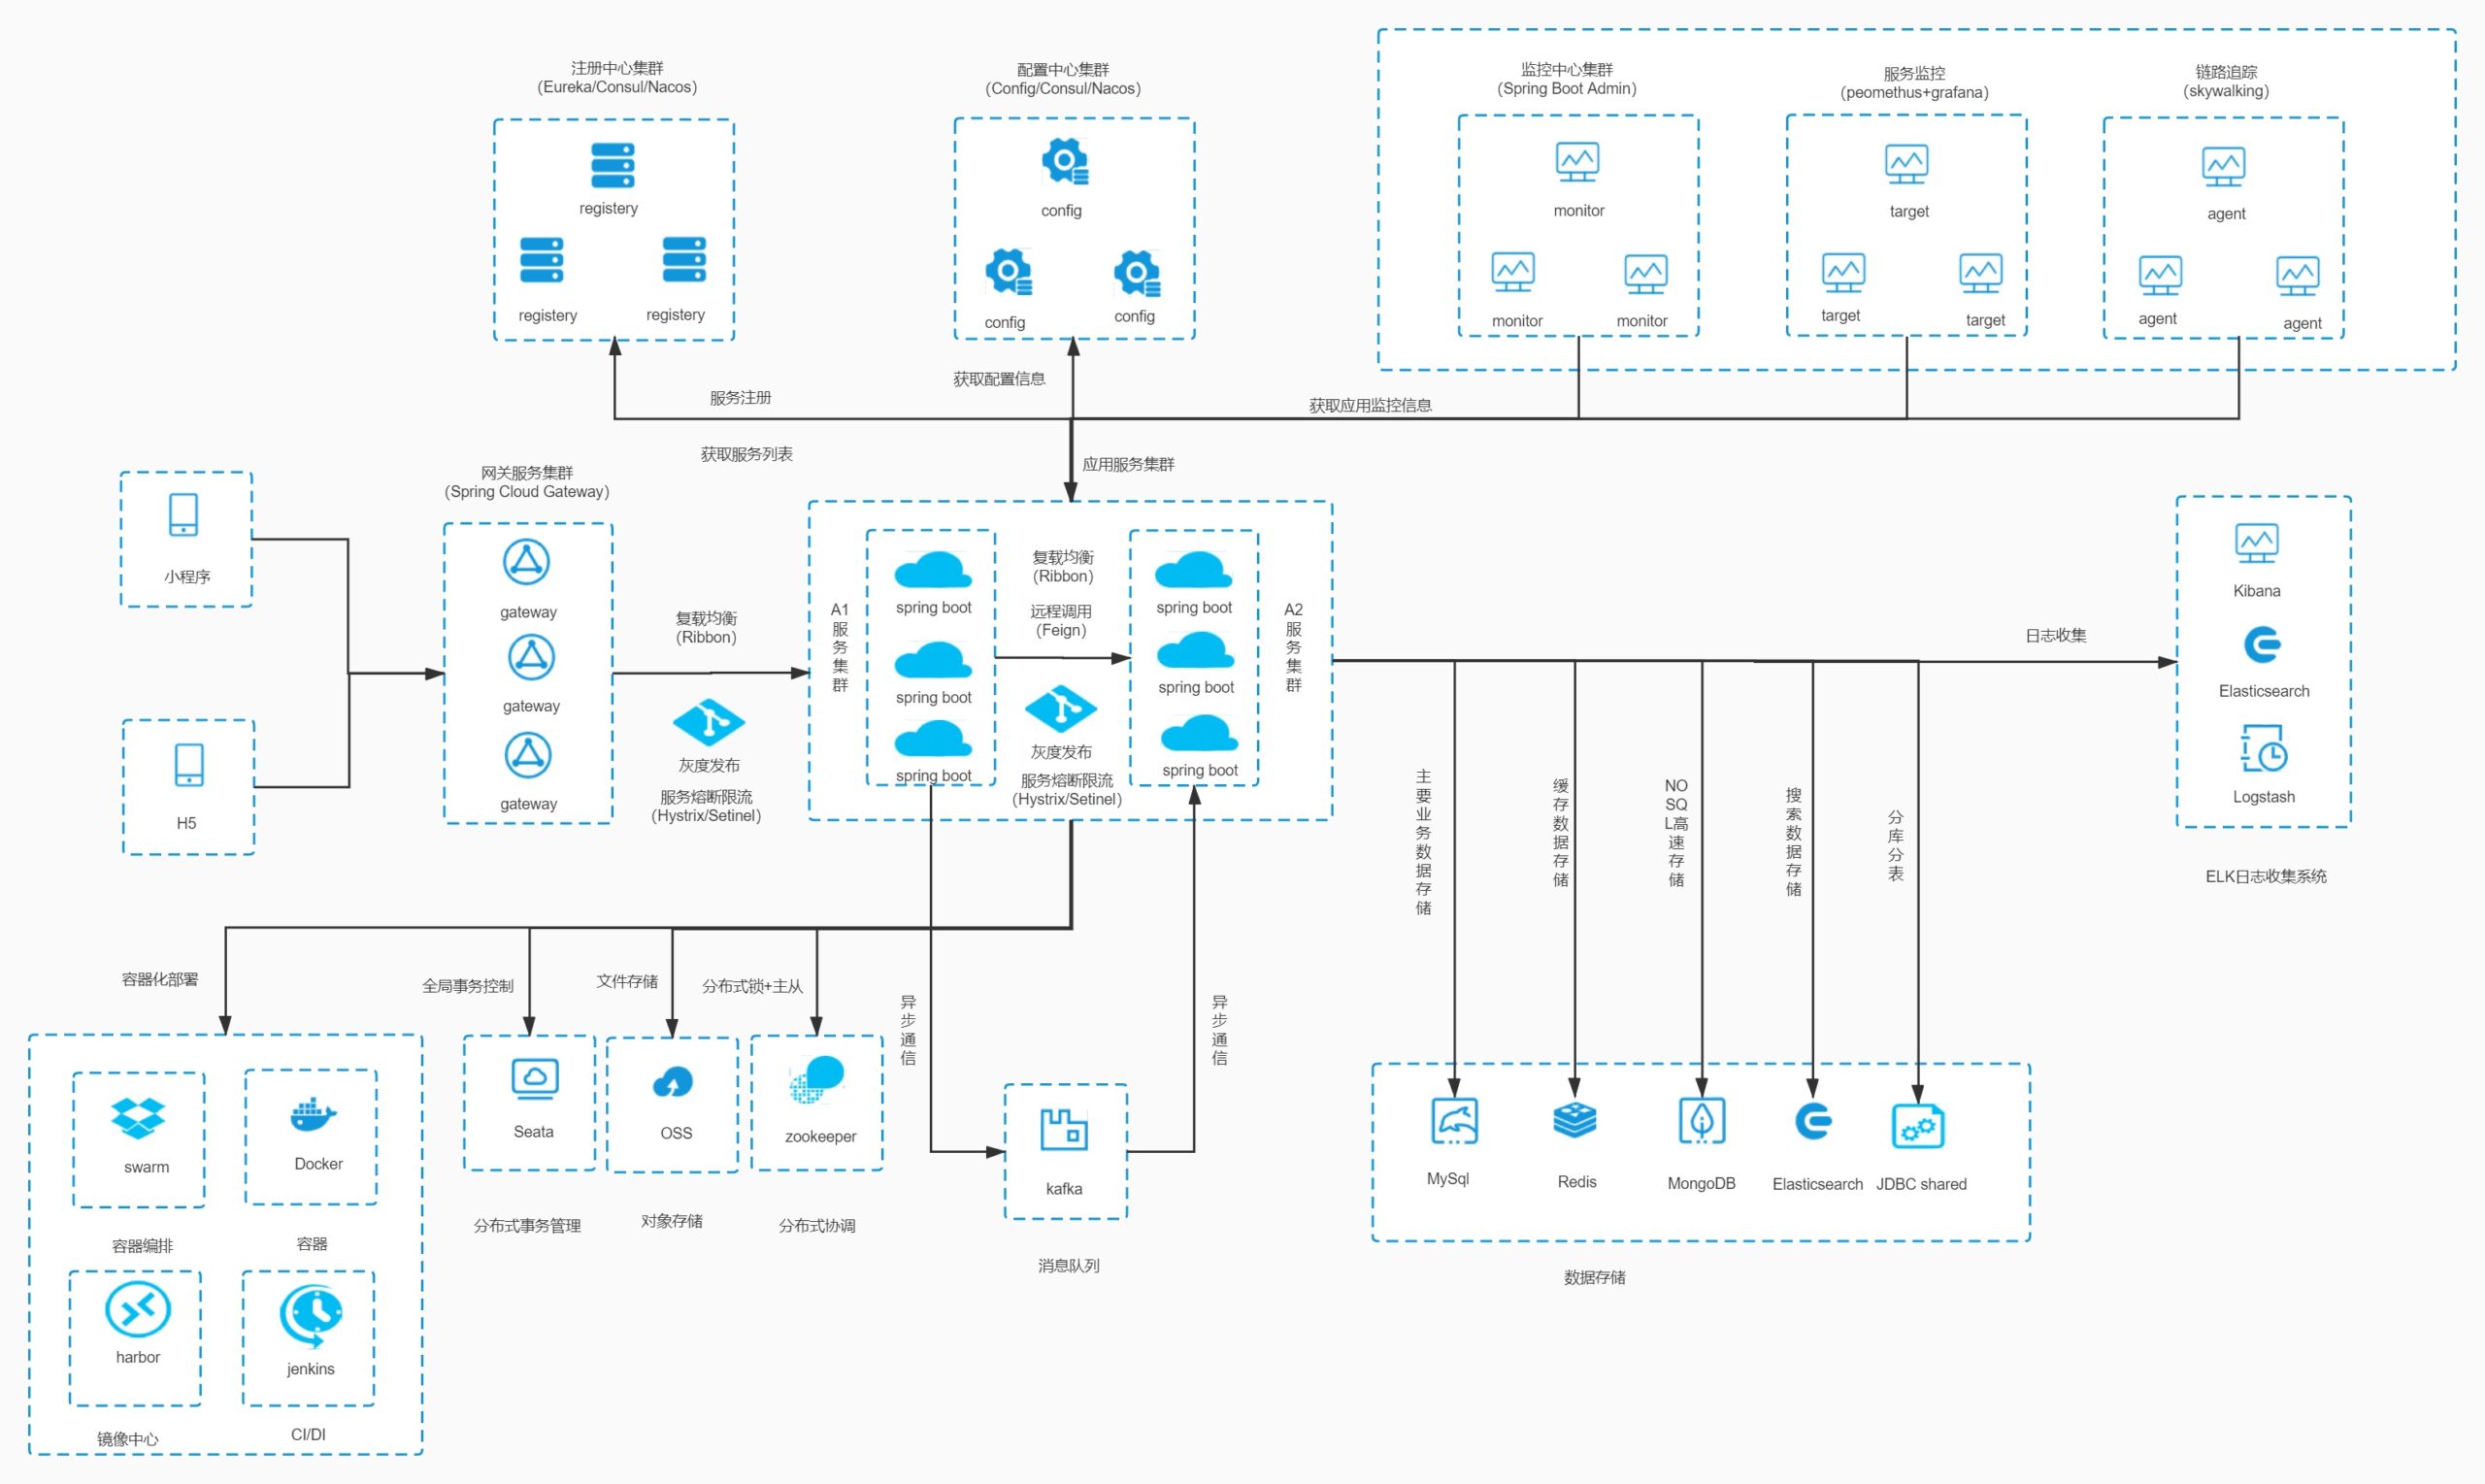 注册中心集群
(Eureka/Consul/Nacos)
registery
registery
registery
配置中心集群
(Config/Consul/Nacos)
config
config
config
监控中心集群
(Spring Boot Admin)
monitor
monitor
monitor
服务监控
(peomethus+grafana)
target
target
target
链路追踪
(skywalking)
agent
agent
agent
服务注册
获取服务列表
获取配置信息
获取应用监控信息
应用服务集群
小程序
H5
网关服务集群
(Spring Cloud Gateway)
gateway
gateway
gateway
复载均衡
(Ribbon)
灰度发布
服务熔断限流
(Hystrix/Setinel)
A1
服
务
集
群
spring boot
spring boot
spring boot
复载均衡
(Ribbon)
远程调用
(Feign)
灰度发布
服务熔断限流
(Hystrix/Setinel)
spring boot
spring boot
spring boot
A2
服
务
集
群
日志收集
Kibana
Elasticsearch
Logstash
ELK日志收集系统
主
要
业
务
数
据
存
储
缓
存
数
据
存
储
NO
SQ
L高
速
存
储
搜
索
数
据
存
储
分
库
分
表
容器化部署
全局事务控制
文件存储
分布式锁+主从
异
步
通
信
异
步
通
信
swarm
容器编排
Docker
容器
harbor
镜像中心
jenkins
CI/DI
Seata
分布式事务管理
OSS
对象存储
zookeeper
分布式协调
kafka
消息队列
MySql
Redis
MongoDB
Elasticsearch
JDBC shared
数据存储